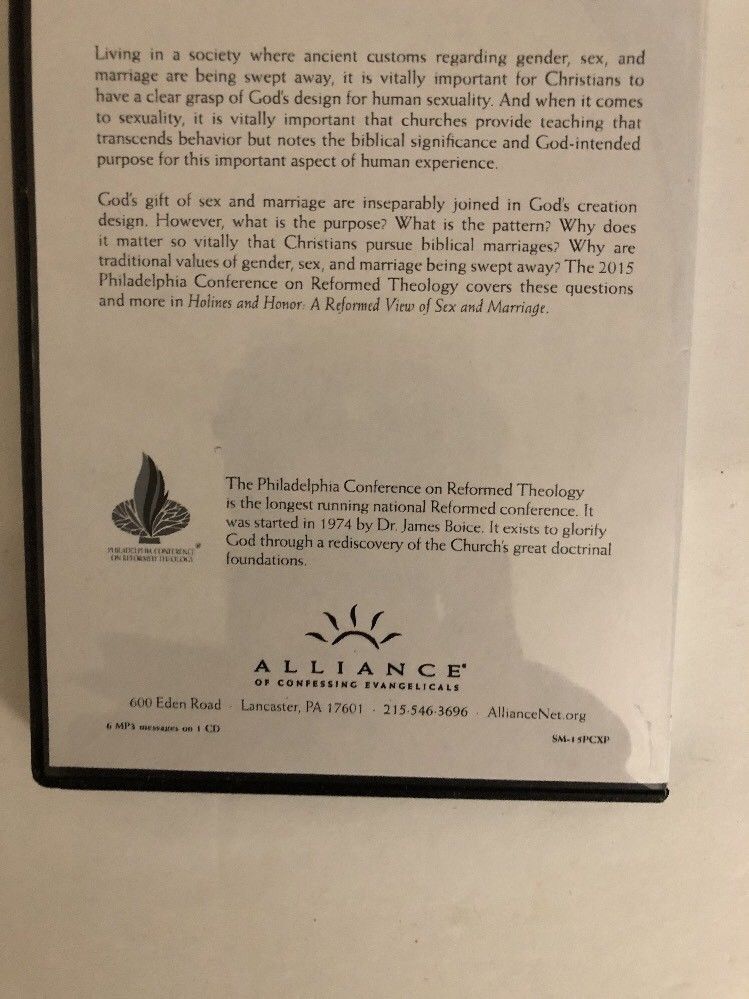 Living in a society where ancient customs regarding gender, sex, and
marriage are being swept away, it is vitally important for Christians to
have a clear grasp of God's design for human sexuality. And when it comes
to sexuality, it is vitally important that churches provide teaching that
transcends behavior but notes the biblical significance and God-intended
purpose for this important aspect of human experience.
God's gift of sex and marriage are inseparably joined in God's creation
design. However, what is the purpose? What is the pattern? Why does
it matter so vitally that Christians pursue biblical marriages? Why are
traditional values of gender, sex, and marriage being swept away? The 2015
Philadelphia Conference on Reformed Theology covers these questions
and more in Holines and Honor: A Reformed View of Sex and Marriage.
PHILADELPHIA CONFERENCE®
ON REFORMED THEOLOGY
The Philadelphia Conference on Reformed Theology
is the longest running national Reformed conference. It
was started in 1974 by Dr. James Boice. It exists to glorify
God through a rediscovery of the Church's great doctrinal
foundations.
ALLIANCE®
OF CONFESSING EVANGELICALS
600 Eden Road · Lancaster, PA 17601 · 215-546-3696 · AllianceNet.org
6 MP3 messages on 1 CD
SM-15PCXP